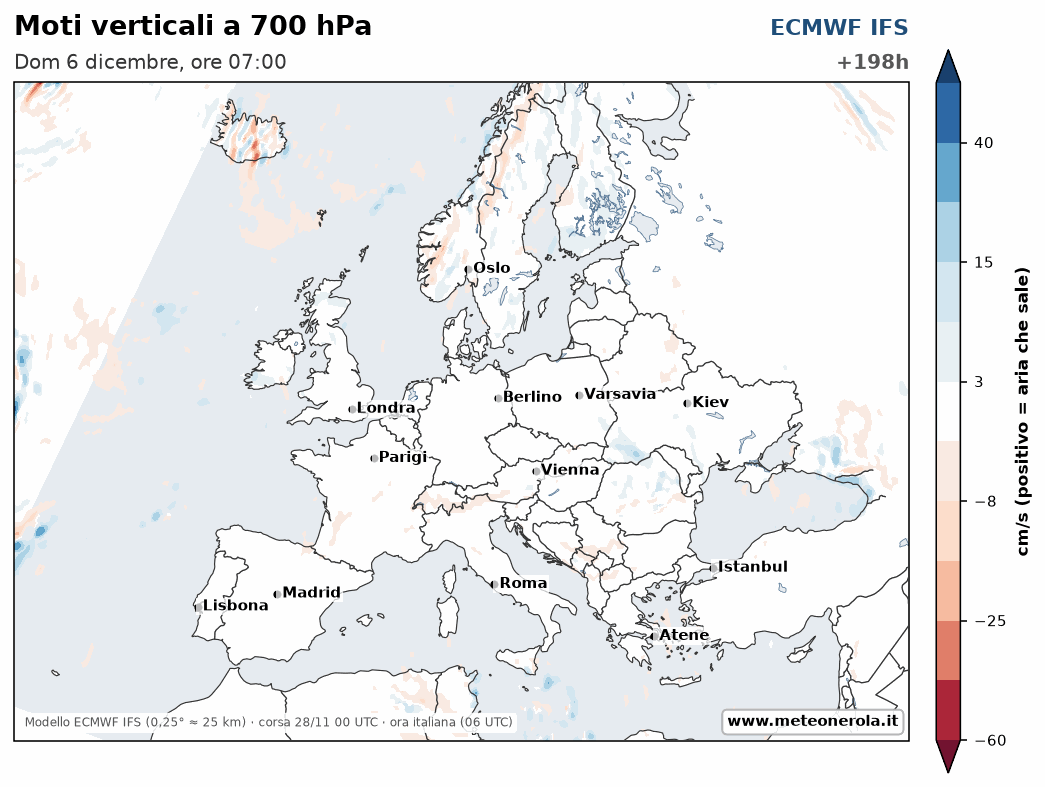 Moti verticali a 700 hPa
ECMWF IFS
Dom 6 dicembre, ore 07:00
+198h
Oslo
Berlino
Varsavia
Londra
Kiev
Parigi
Vienna
Istanbul
Roma
Madrid
Lisbona
Atene
40
15
3
−8
−25
−60
cm/s (positivo = aria che sale)
Modello ECMWF IFS (0,25° ≈ 25 km) · corsa 28/11 00 UTC · ora italiana (06 UTC)
www.meteonerola.it